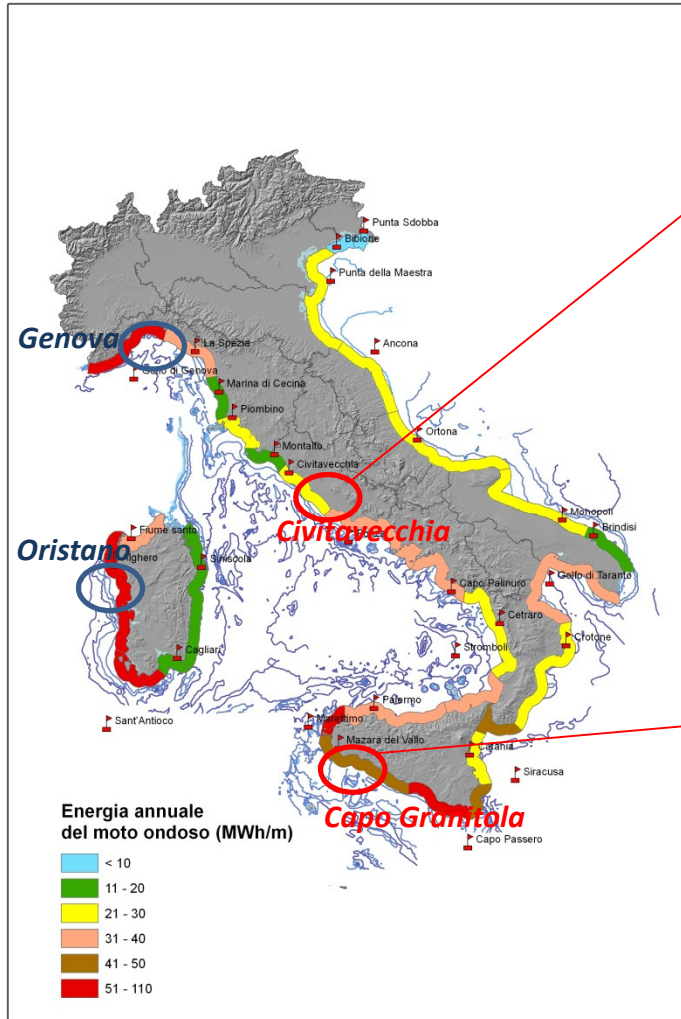 Punta Sdobba
Bibione
Punta della Maestra
Genova
La Spezia
Ancona
Golfo di Genova
Marina di Cecina
Piombino
Ortona
Montalto
Civitavecchia
Monopoli
Civitavecchia
Brindisi
Fiume santo
Oristano
Alghero
Siniscola
Golfo di Taranto
Capo Palinuro
Cetraro
Crotone
Cagliari
Stromboli
Palermo
Sant'Antioco
Marettimo
Mazara del Vallo
Catania
Siracusa
Capo Granitola
Capo Passero
Energia annuale
del moto ondoso (MWh/m)
< 10
11 - 20
21 - 30
31 - 40
41 - 50
51 - 110